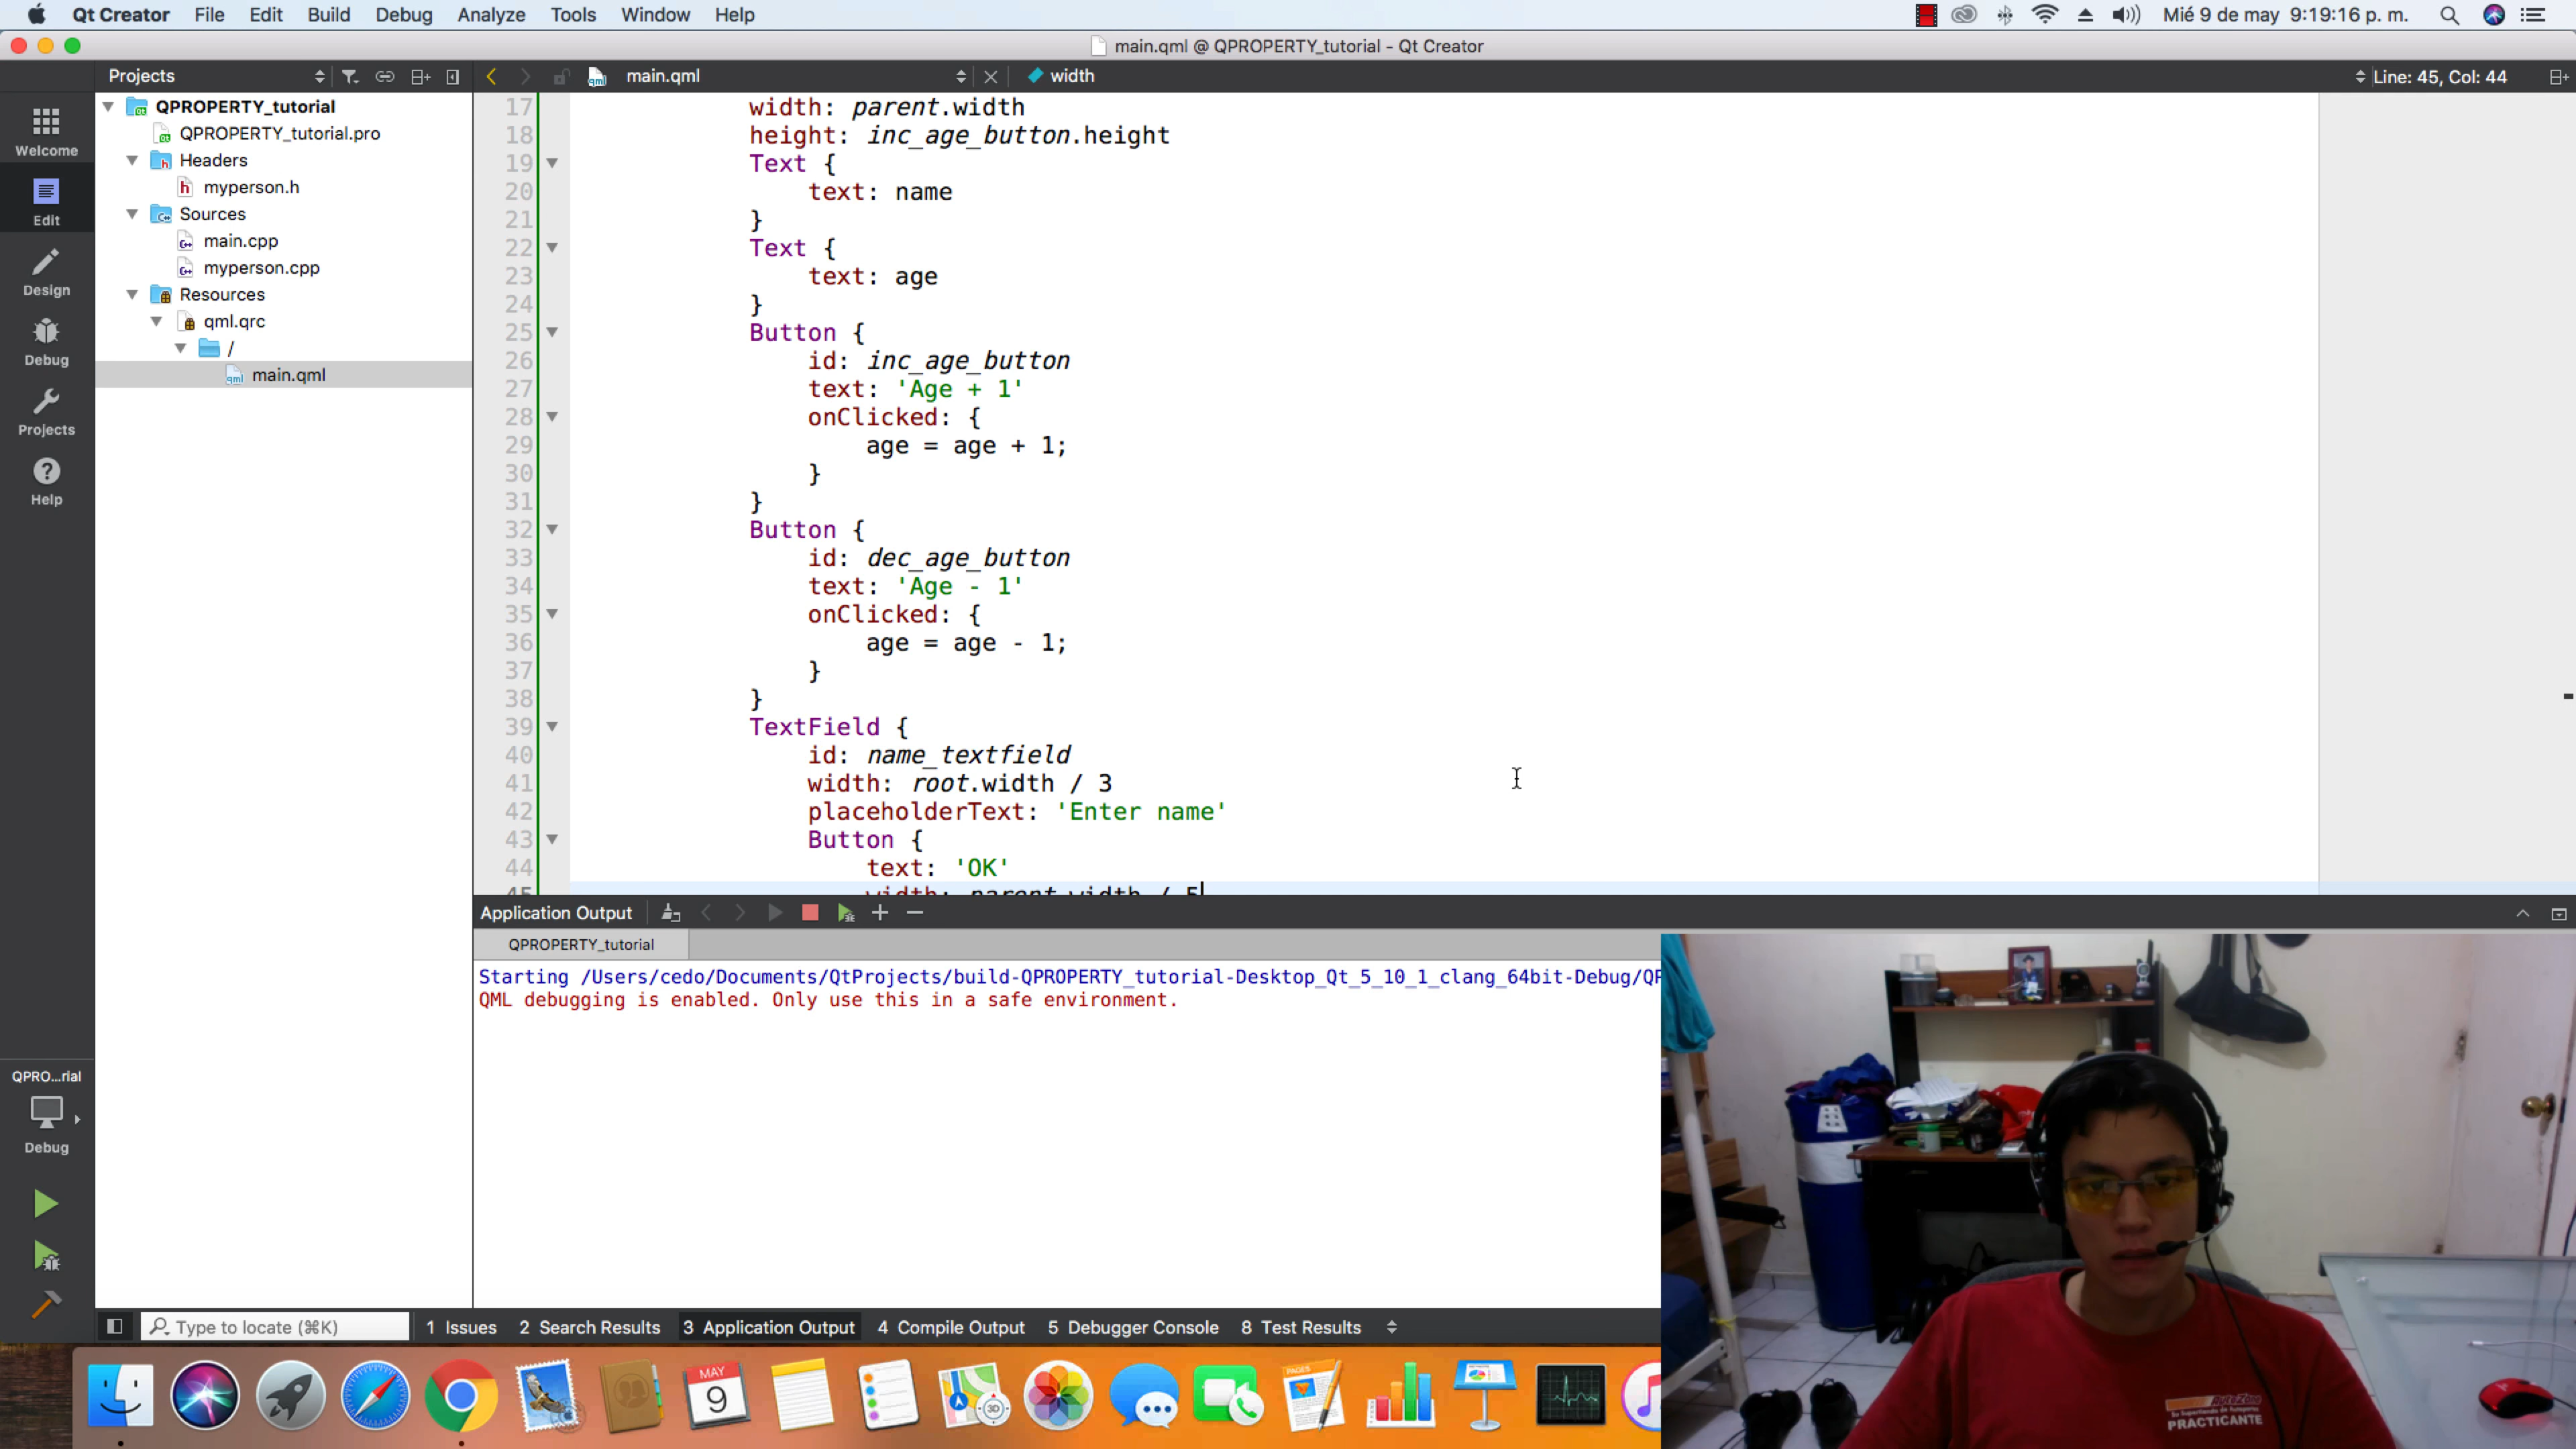 Qt Creator File Edit Build Debug Analyze Tools Window Help Mié 9 de may 9:19:16 p. m.
main.qml @ QPROPERTY_tutorial - Qt Creator
Projects main.qml width Line: 45, Col: 44
Welcome
Edit
Design
Debug
Projects
Help
QPROPERTY_tutorial
QPROPERTY_tutorial.pro
Headers
myperson.h
Sources
main.cpp
myperson.cpp
Resources
qml.qrc
/
main.qml
17 width: parent.width
18 height: inc_age_button.height
19 Text {
20 text: name
21 }
22 Text {
23 text: age
24 }
25 Button {
26 id: inc_age_button
27 text: 'Age + 1'
28 onClicked: {
29 age = age + 1;
30 }
31 }
32 Button {
33 id: dec_age_button
34 text: 'Age - 1'
35 onClicked: {
36 age = age - 1;
37 }
38 }
39 TextField {
40 id: name_textfield
41 width: root.width / 3
42 placeholderText: 'Enter name'
43 Button {
44 text: 'OK'
45 width: parent.width / 5
Application Output
QPROPERTY_tutorial
Starting /Users/cedo/Documents/QtProjects/build-QPROPERTY_tutorial-Desktop_Qt_5_10_1_clang_64bit-Debug/QP
QML debugging is enabled. Only use this in a safe environment.
QPRO...rial
Debug
Type to locate (⌘K) 1 Issues 2 Search Results 3 Application Output 4 Compile Output 5 Debugger Console 8 Test Results
MAY
9
3D
PAGES
AutoZone
PRACTICANTE